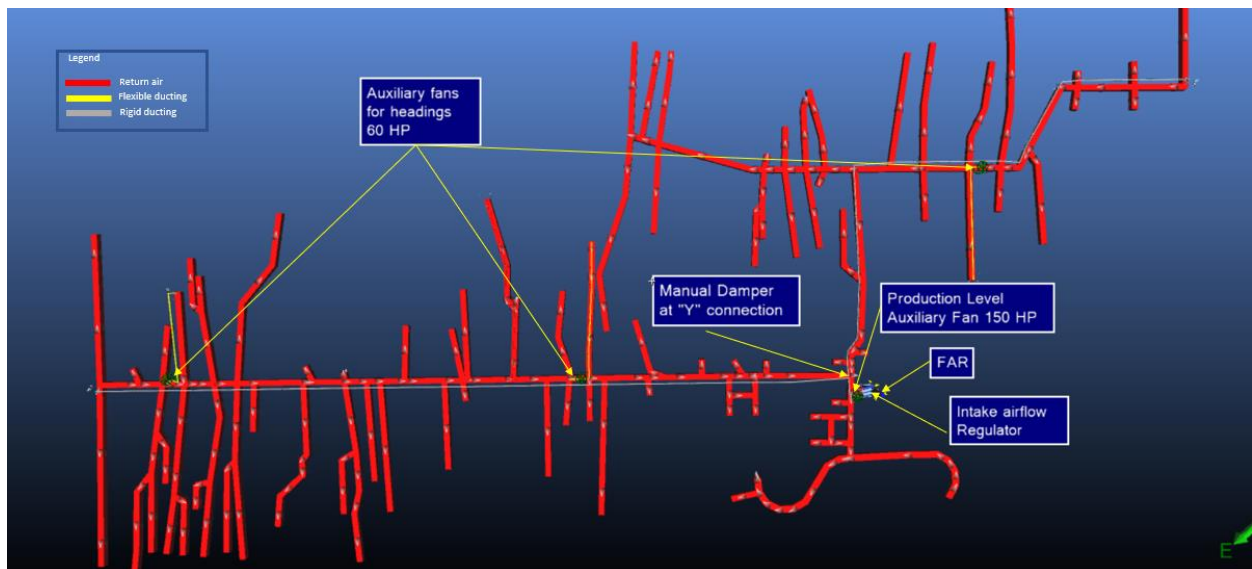 Legend
Return air
Flexible ducting
Rigid ducting
Auxiliary fans
for headings
60 HP
Manual Damper
at "Y" connection
Production Level
Auxiliary Fan 150 HP
FAR
Intake airflow
Regulator
E